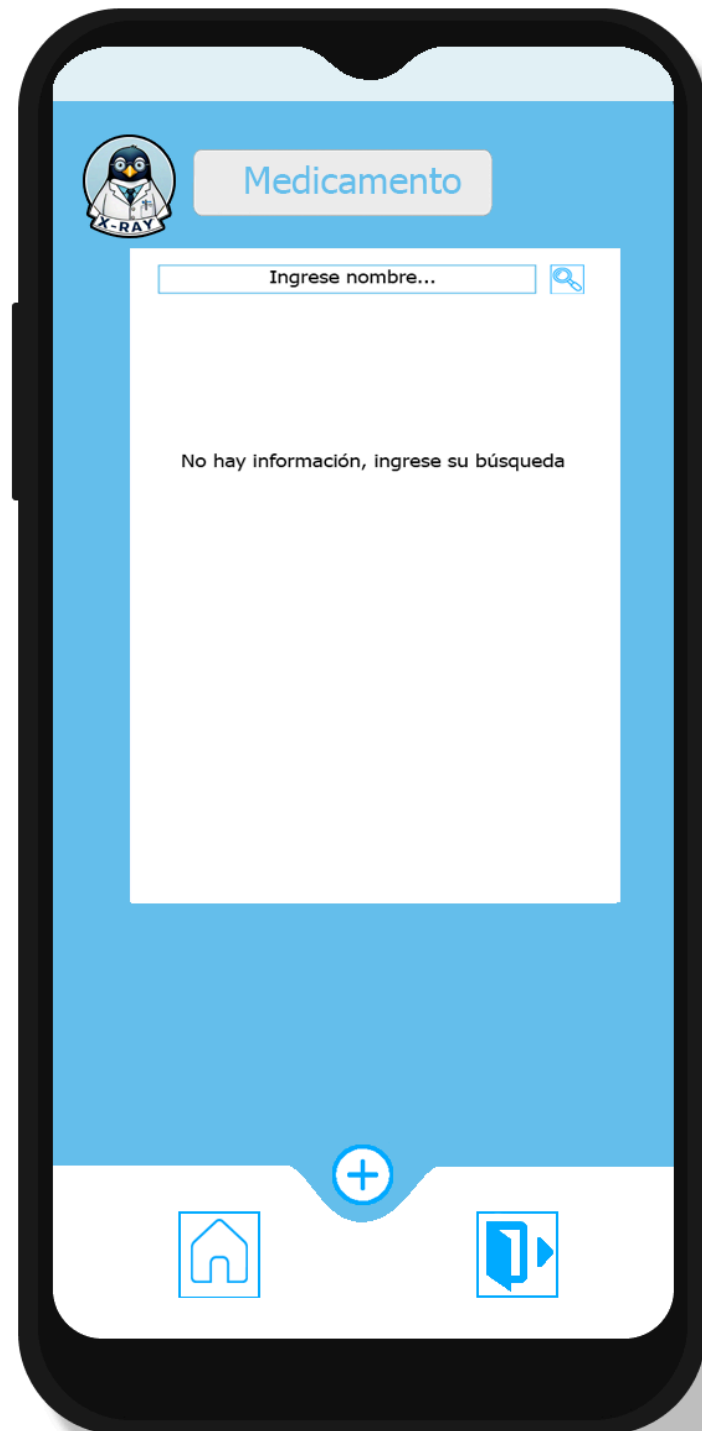 X-RAY
Medicamento
Ingrese nombre...
No hay información, ingrese su búsqueda